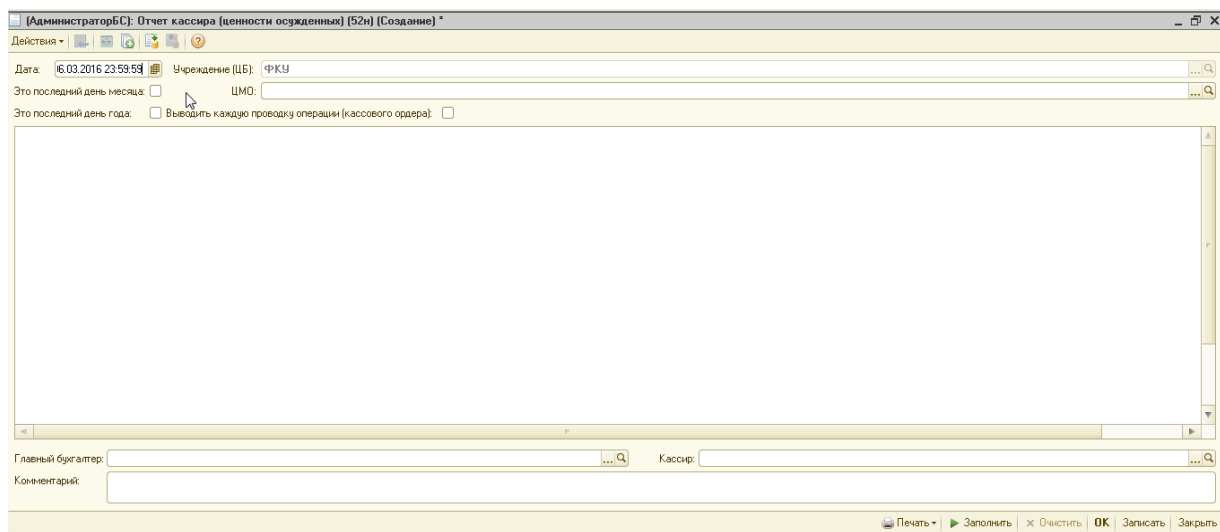 (АдминистраторБС): Отчет кассира (ценности осужденных) (52н) (Создание) *
Действия
Дата: 6.03.2016 23:59:59 Учреждение (ЦБ): ФКУ
Это последний день месяца: ЦМО:
Это последний день года: Выводить каждую проводку операции (кассового ордера):
Главный бухгалтер: Кассир:
Комментарий:
Печать Заполнить Очистить OK Записать Закрыть